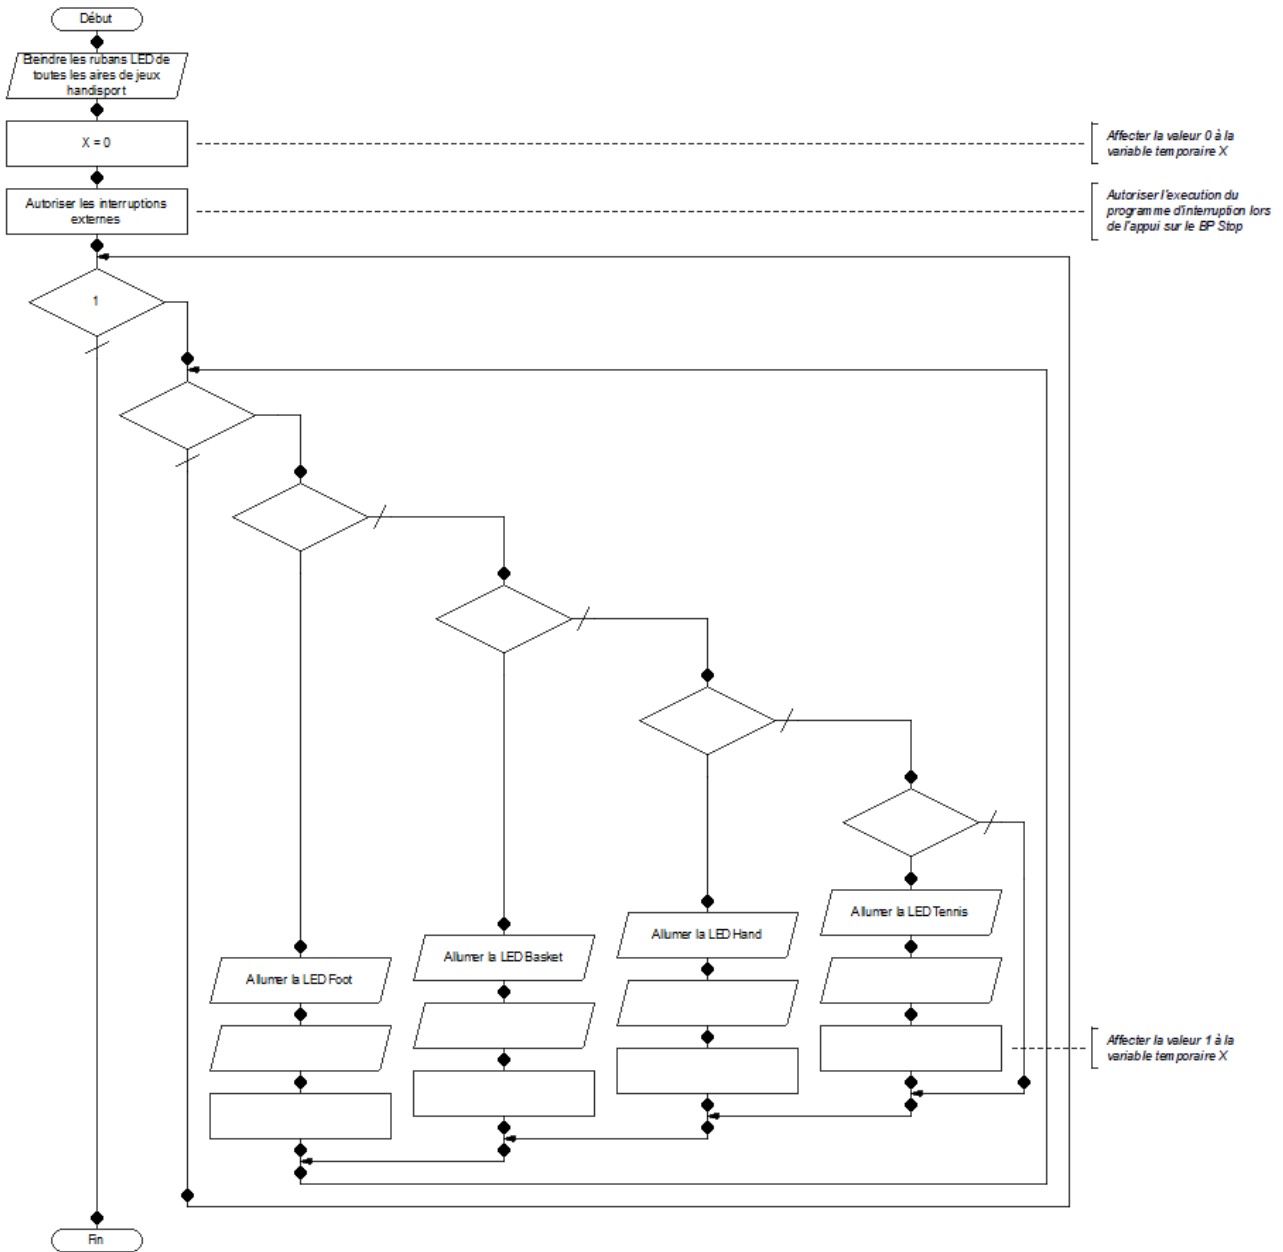 Début
Eteindre les rubans LED de
toutes les aires de jeux
handisport
X = 0
Affecter la valeur 0 à la
variable temporaire X
Autoriser les interruptions
externes
Autoriser l'execution du
programme d'interruption lors
de l'appui sur le BP Stop
1
Allumer la LED Tennis
Allumer la LED Hand
Allumer la LED Basket
Allumer la LED Foot
Affecter la valeur 1 à la
variable temporaire X
Fin